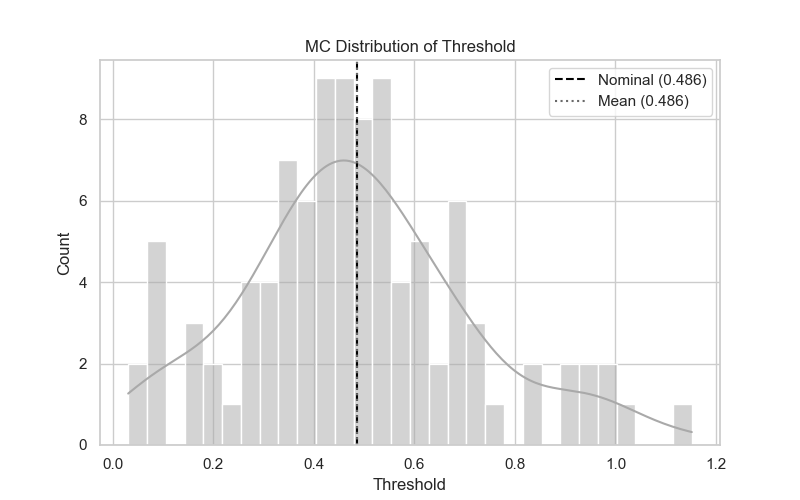 MC Distribution of Threshold
Nominal (0.486)
Mean (0.486)
Count
8
6
4
2
0
0.0 0.2 0.4 0.6 0.8 1.0 1.2
Threshold